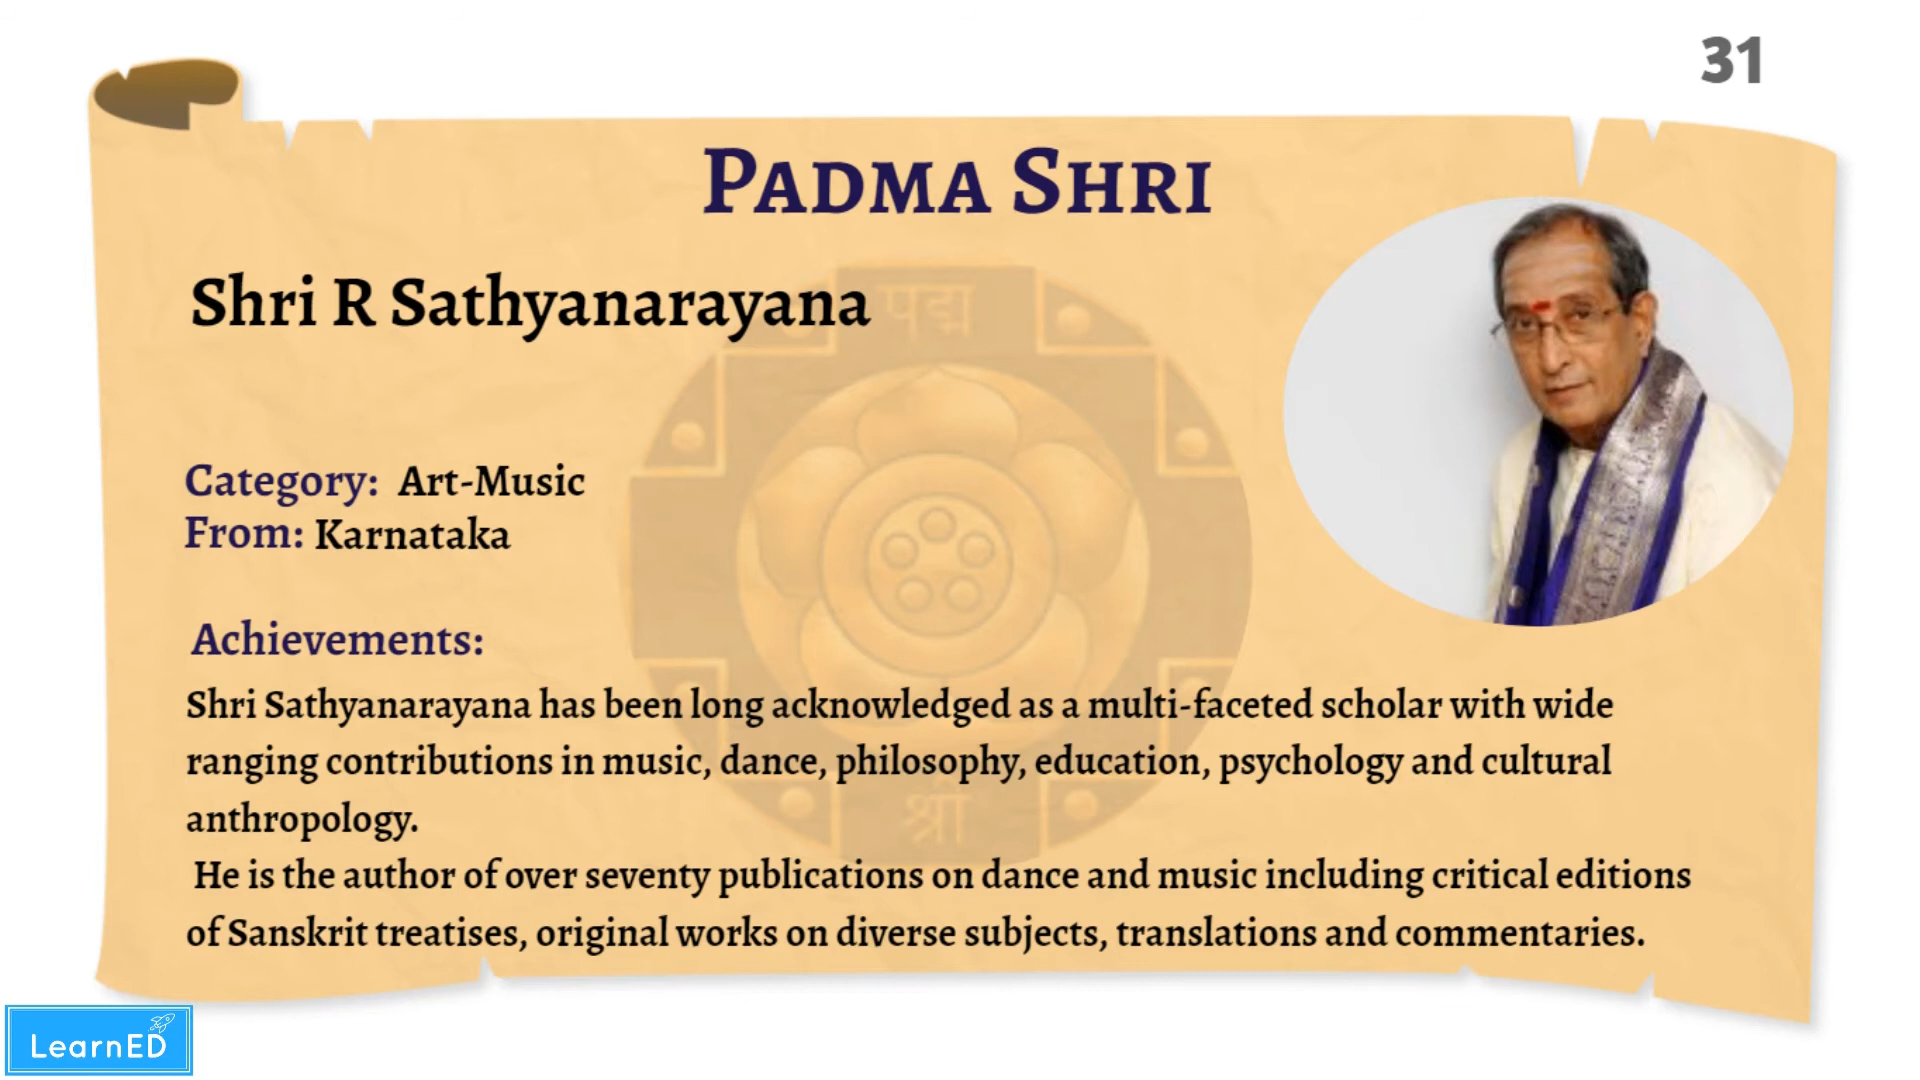 31
PADMA SHRI
Shri R Sathyanarayana
पद्म
Category: Art-Music
From: Karnataka
Achievements:
Shri Sathyanarayana has been long acknowledged as a multi-faceted scholar with wide
ranging contributions in music, dance, philosophy, education, psychology and cultural
anthropology.
श्री
He is the author of over seventy publications on dance and music including critical editions
of Sanskrit treatises, original works on diverse subjects, translations and commentaries.
LearnED